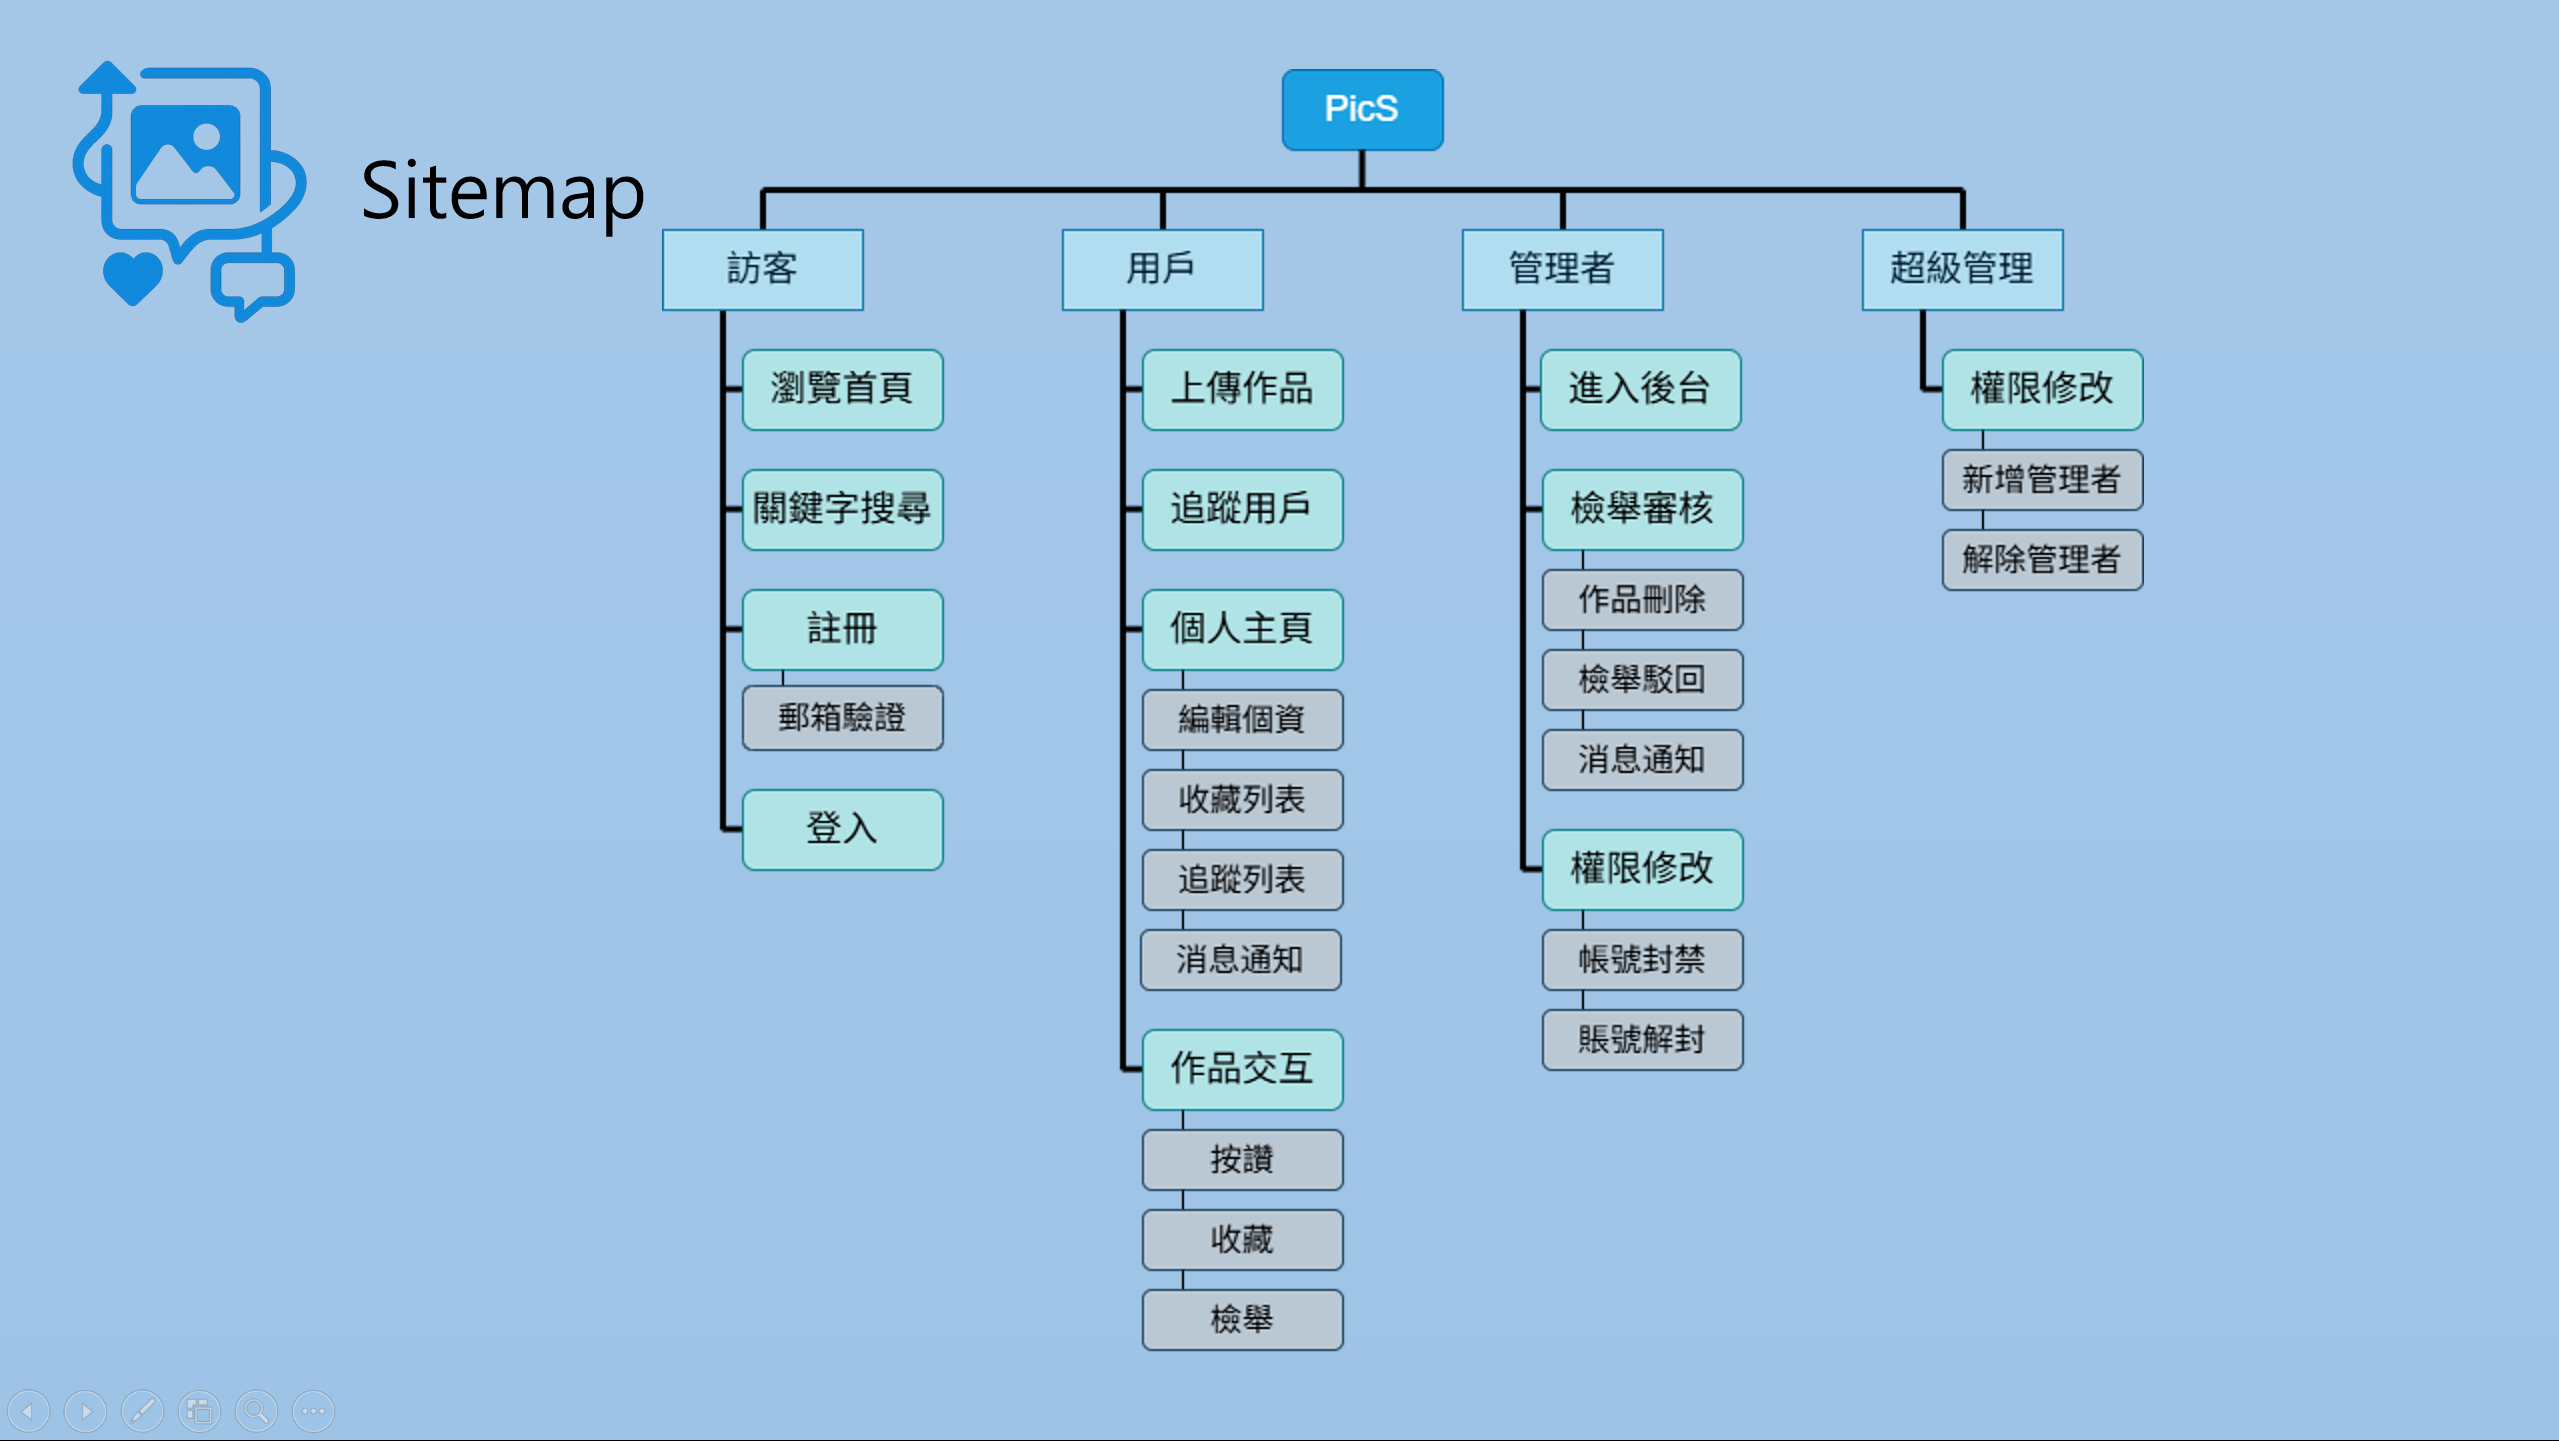 Sitemap
PicS
訪客
瀏覽首頁
關鍵字搜尋
註冊
郵箱驗證
登入
用戶
上傳作品
追蹤用戶
個人主頁
編輯個資
收藏列表
追蹤列表
消息通知
作品交互
按讚
收藏
檢舉
管理者
進入後台
檢舉審核
作品刪除
檢舉駁回
消息通知
權限修改
帳號封禁
賬號解封
超級管理
權限修改
新增管理者
解除管理者